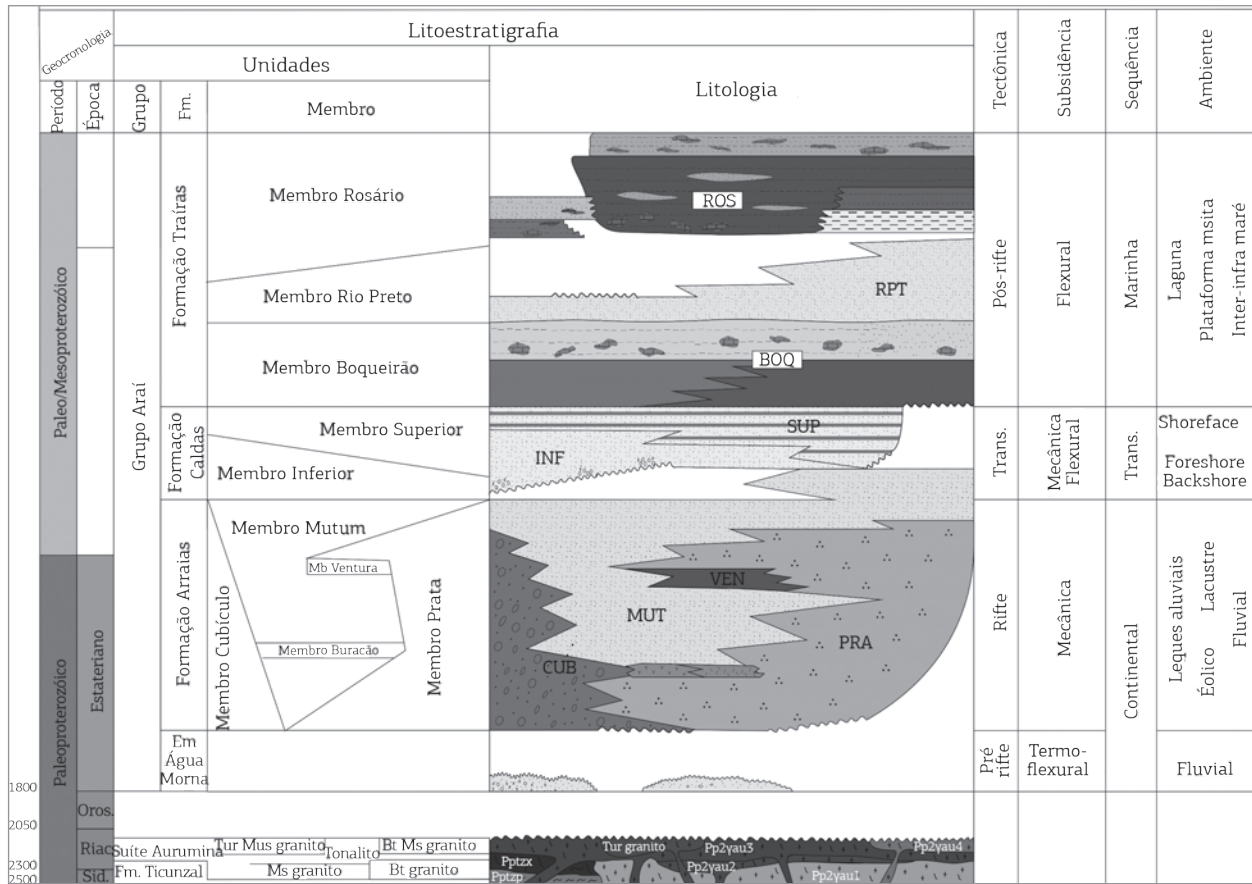 Geocronologia
Litoestratigrafia
Unidades
Litologia
Tectônica
Subsidência
Sequência
Ambiente
Período
Época
Grupo
Fm.
Membro
Paleo/Mesoproterozóico
Paleoproterozóico
Estateriano
Oros.
Riac
Sid.
1800
2050
2300
2500
Grupo Araí
Formação Traíras
Membro Rosário
Membro Rio Preto
Membro Boqueirão
Formação
Caldas
Membro Superior
Membro Inferior
Formação Arraias
Membro Mutum
Mb Ventura
Membro Buracão
Membro Cubículo
Membro Prata
Em
Água
Morna
Suíte Aurumina
Tur Mus granito
Tonalito
Bt Ms granito
Fm. Ticunzal
Ms granito
Bt granito
ROS
RPT
BOQ
SUP
INF
VEN
MUT
PRA
CUB
Tur granito
Pp2γau3
Pp2γau4
Pptzx
Pp2γau2
Pptzp
Pp2γau1
Pós-rifte
Flexural
Marinha
Laguna
Plataforma msita
Inter-infra maré
Trans.
Mecânica
Flexural
Trans.
Shoreface
Foreshore
Backshore
Rifte
Mecânica
Continental
Leques aluviais
Éolico
Lacustre
Fluvial
Pré
rifte
Termo-
flexural
Fluvial